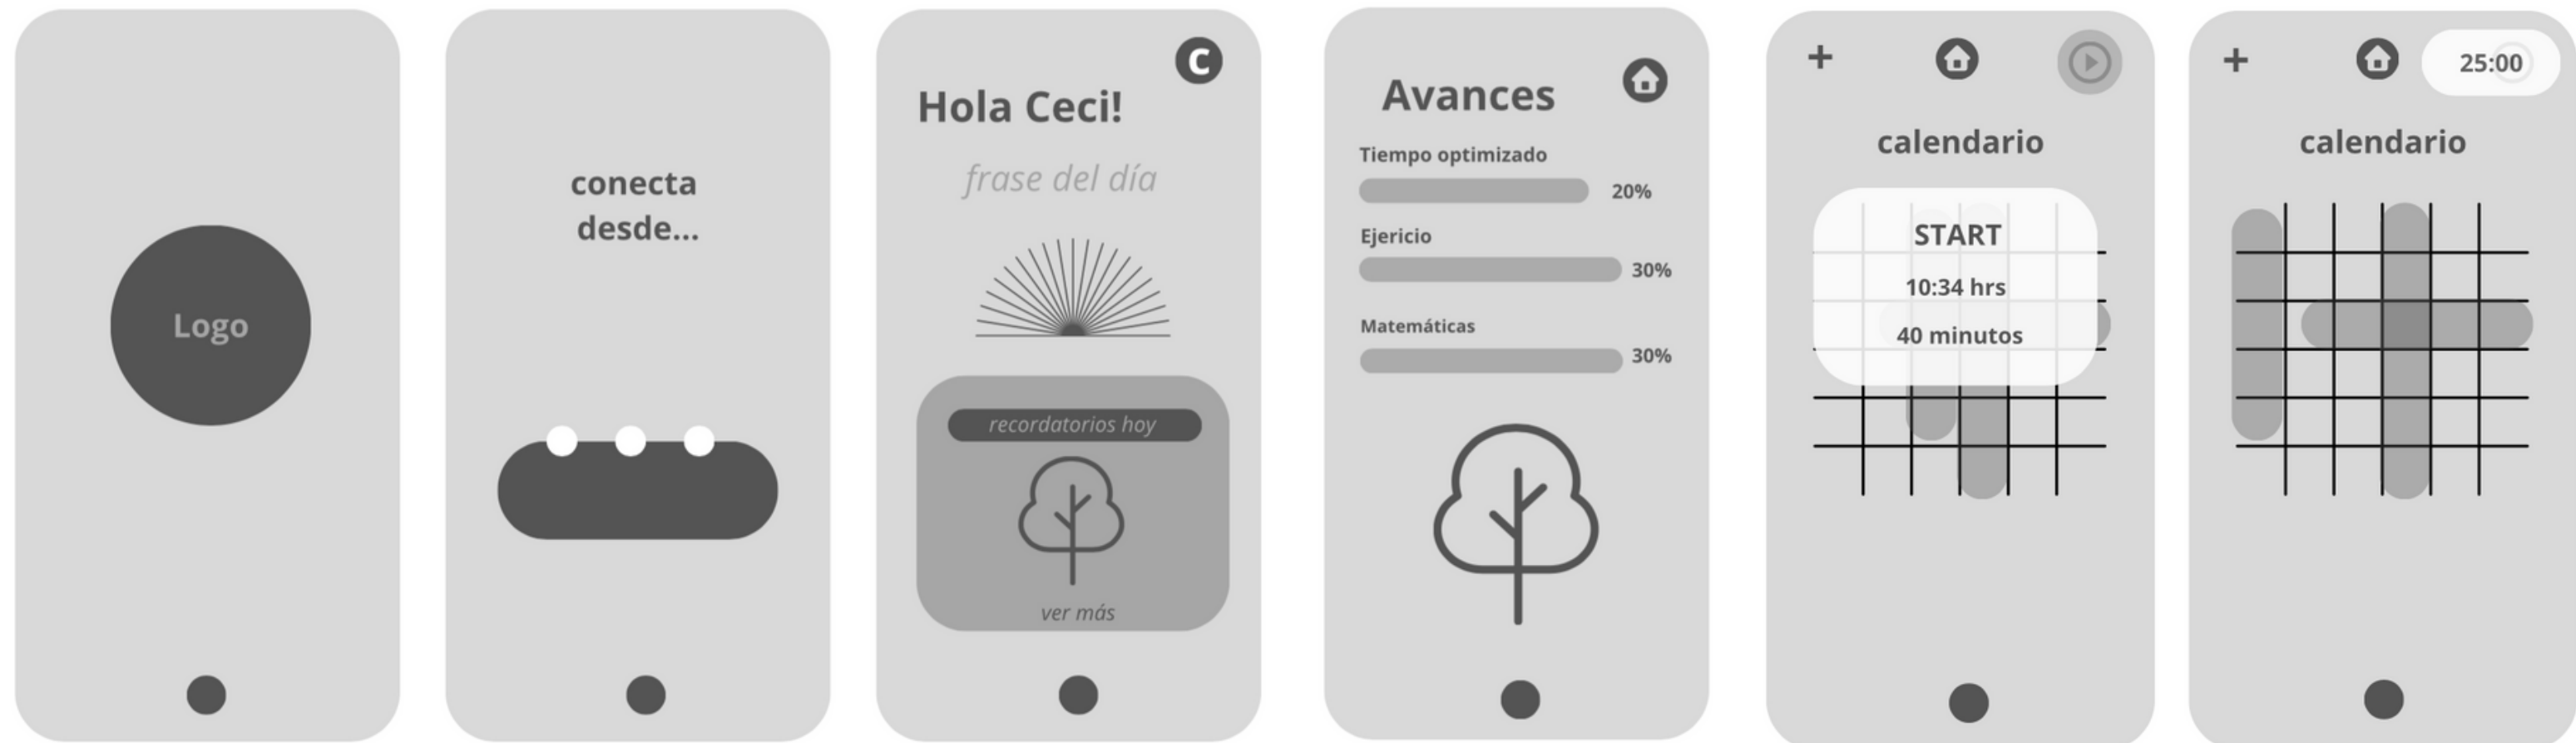 Logo
conecta
desde...
C
Hola Ceci!
frase del día
recordatorios hoy
ver más
Avances
Tiempo optimizado
20%
Ejericio
30%
Matemáticas
30%
+
calendario
START
10:34 hrs
40 minutos
+
25:00
calendario